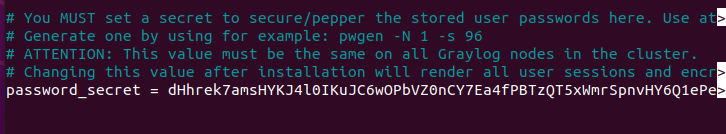 # You MUST set a secret to secure/pepper the stored user passwords here. Use at>
# Generate one by using for example: pwgen -N 1 -s 96
# ATTENTION: This value must be the same on all Graylog nodes in the cluster.
# Changing this value after installation will render all user sessions and encr>
password_secret = dHhrek7amsHYKJ4l0IKuJC6wOPbVZ0nCY7Ea4fPBTzQT5xWmrSpnvHY6Q1ePe>